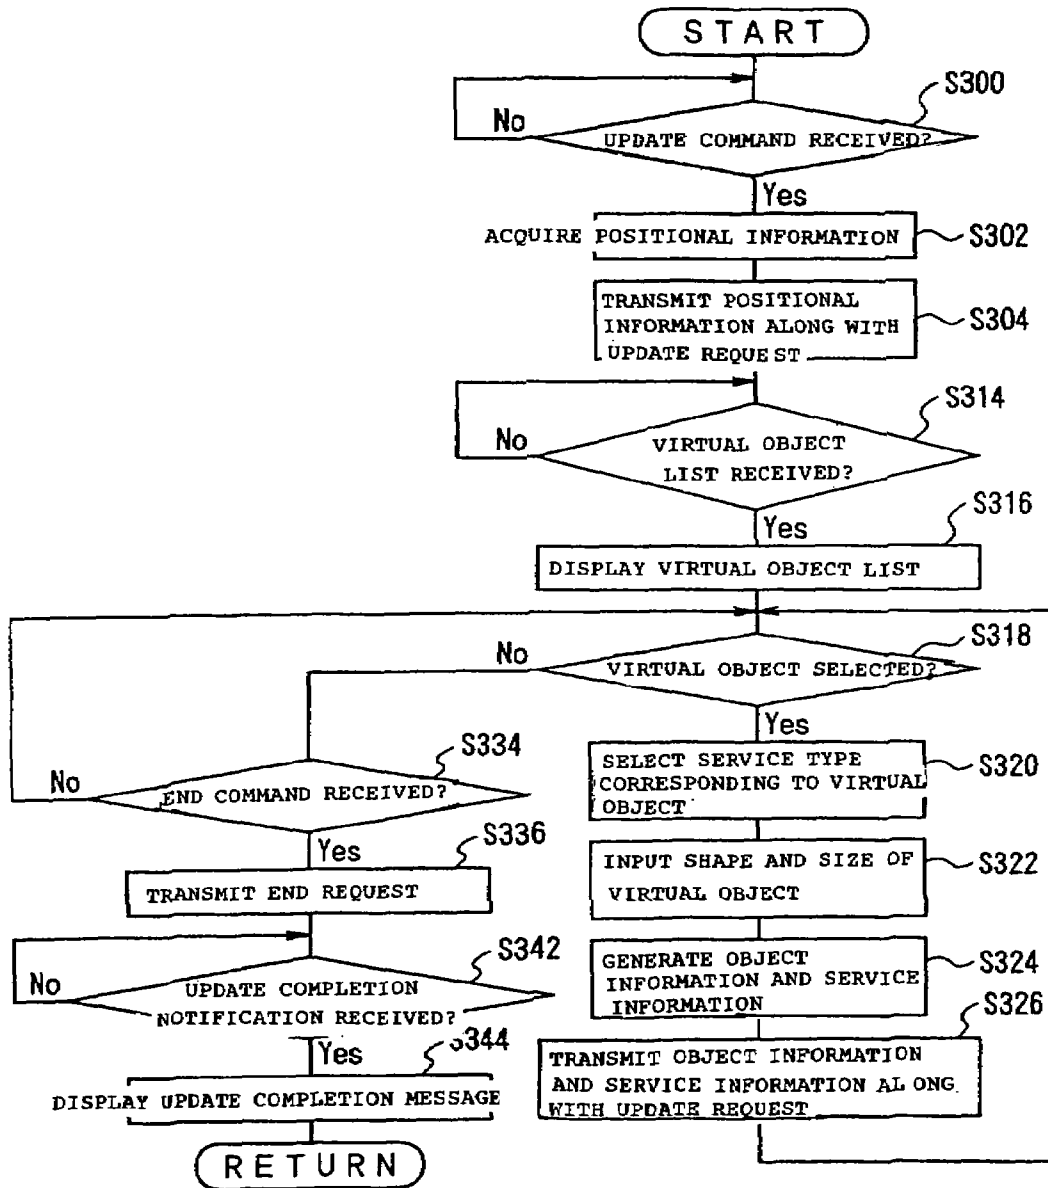 START
S300
No
UPDATE COMMAND RECEIVED?
Yes
ACQUIRE POSITIONAL INFORMATION
S302
TRANSMIT POSITIONAL
INFORMATION ALONG WITH
UPDATE REQUEST
S304
S314
No
VIRTUAL OBJECT
LIST RECEIVED?
Yes
S316
DISPLAY VIRTUAL OBJECT LIST
S318
No
VIRTUAL OBJECT SELECTED?
Yes
SELECT SERVICE TYPE
CORRESPONDING TO VIRTUAL
OBJECT
S320
INPUT SHAPE AND SIZE OF
VIRTUAL OBJECT
S322
GENERATE OBJECT
INFORMATION AND SERVICE
INFORMATION
S324
S326
TRANSMIT OBJECT INFORMATION
AND SERVICE INFORMATION ALONG
WITH UPDATE REQUEST
S334
No
END COMMAND RECEIVED?
Yes
S336
TRANSMIT END REQUEST
S342
No
UPDATE COMPLETION
NOTIFICATION RECEIVED?
Yes
S344
DISPLAY UPDATE COMPLETION MESSAGE
RETURN